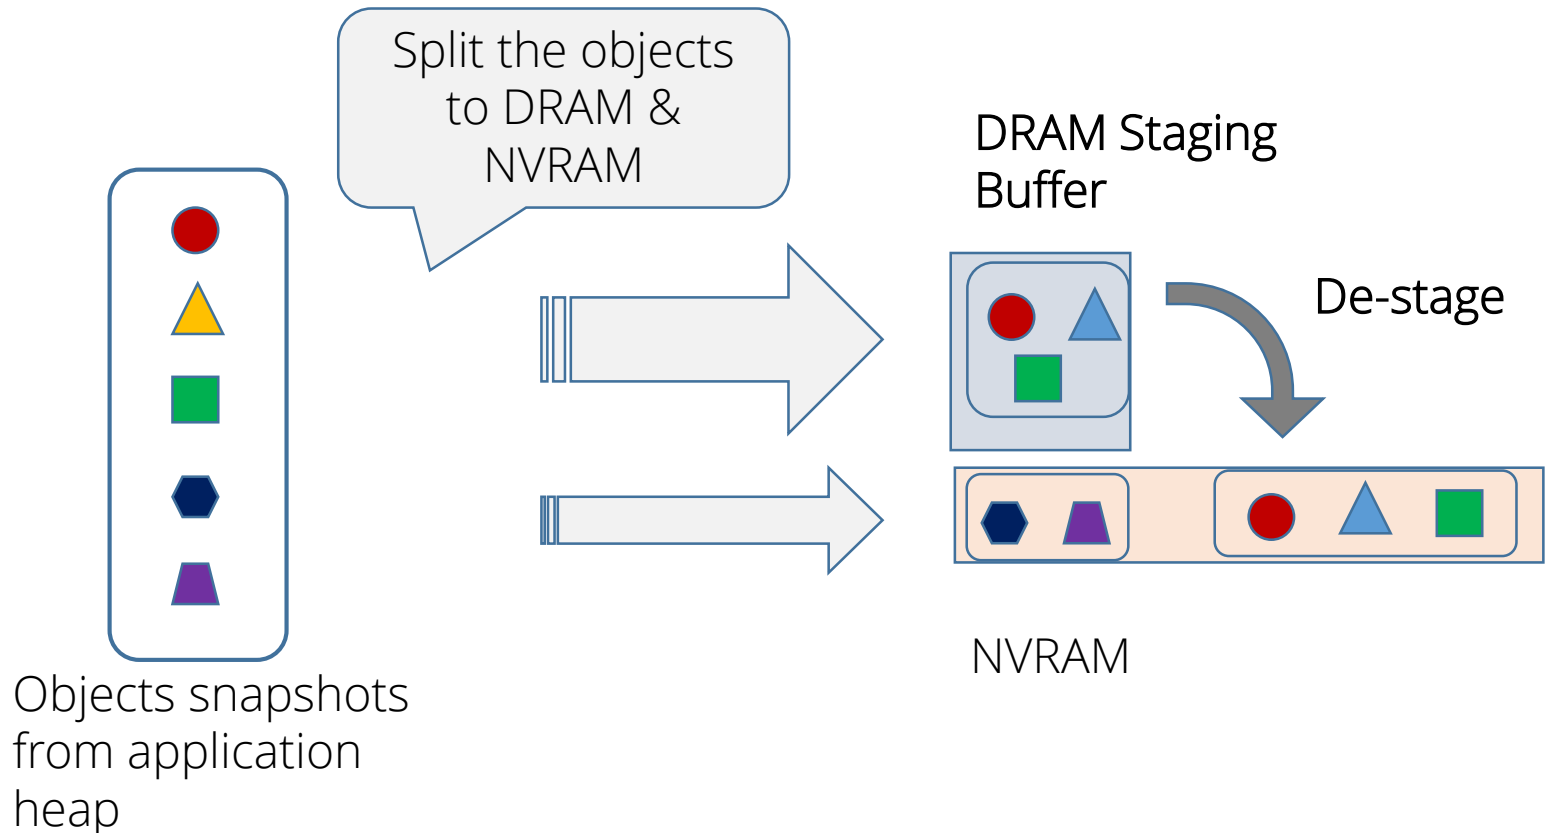 Split the objects
to DRAM &
NVRAM
DRAM Staging
Buffer
De-stage
NVRAM
Objects snapshots
from application
heap